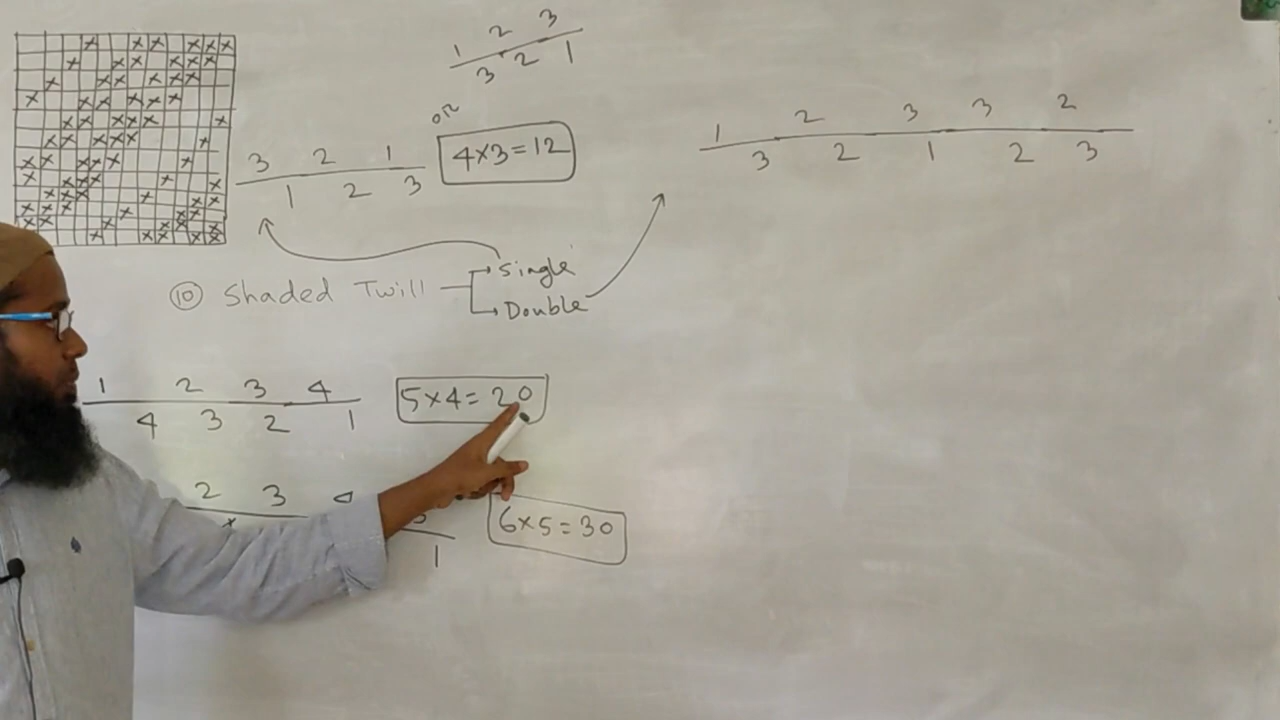 1 2 3
3 2 1
or
3 2 1
1 2 3
4×3=12
1 2 3 3 2
3 2 1 2 3
⑩ Shaded Twill
Single
Double
1 2 3 4
4 3 2 1
5×4=20
2 3
1
6×5=30